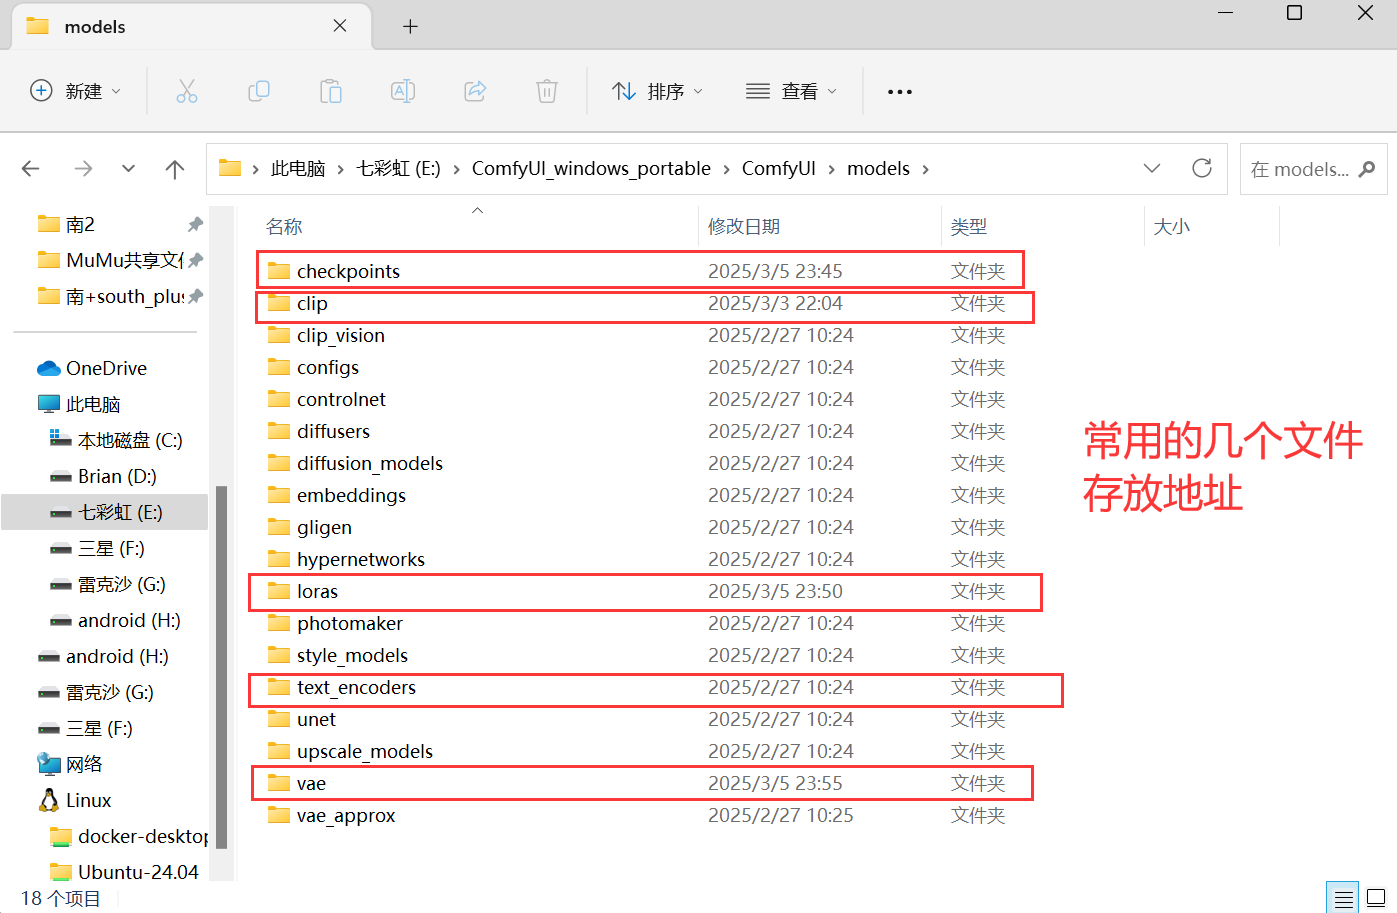 models
新建
排序
查看
此电脑 › 七彩虹 (E:) › ComfyUI_windows_portable › ComfyUI › models ›
在 models...
南2
MuMu共享文
南+south_plus
OneDrive
此电脑
本地磁盘 (C:)
Brian (D:)
七彩虹 (E:)
三星 (F:)
雷克沙 (G:)
android (H:)
android (H:)
雷克沙 (G:)
三星 (F:)
网络
Linux
docker-desktop
Ubuntu-24.04
名称 修改日期 类型 大小
checkpoints 2025/3/5 23:45 文件夹
clip 2025/3/3 22:04 文件夹
clip_vision 2025/2/27 10:24 文件夹
configs 2025/2/27 10:24 文件夹
controlnet 2025/2/27 10:24 文件夹
diffusers 2025/2/27 10:24 文件夹
diffusion_models 2025/2/27 10:24 文件夹
embeddings 2025/2/27 10:24 文件夹
gligen 2025/2/27 10:24 文件夹
hypernetworks 2025/2/27 10:24 文件夹
loras 2025/3/5 23:50 文件夹
photomaker 2025/2/27 10:24 文件夹
style_models 2025/2/27 10:24 文件夹
text_encoders 2025/2/27 10:24 文件夹
unet 2025/2/27 10:24 文件夹
upscale_models 2025/2/27 10:24 文件夹
vae 2025/3/5 23:55 文件夹
vae_approx 2025/2/27 10:25 文件夹
常用的几个文件
存放地址
18 个项目